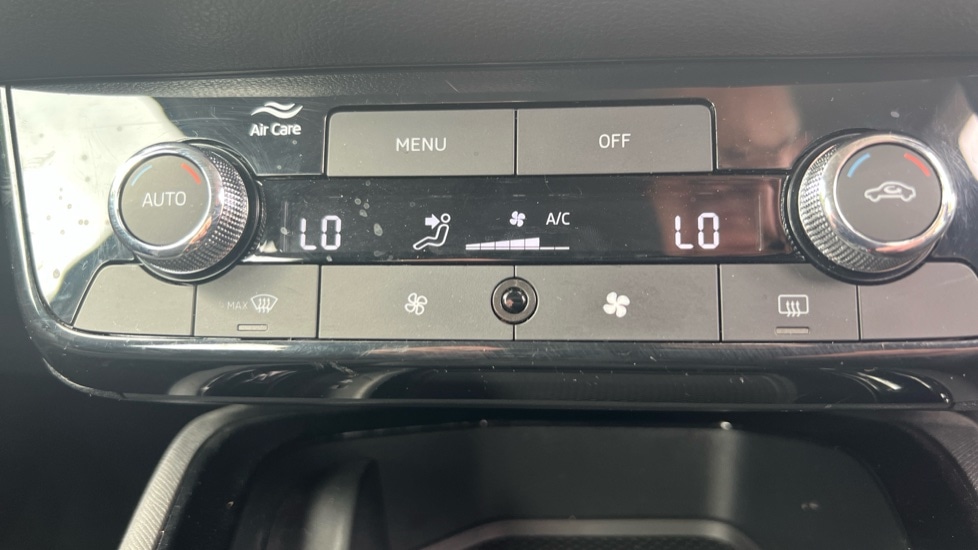 Air Care
MENU OFF
AUTO
LO A/C LO
MAX